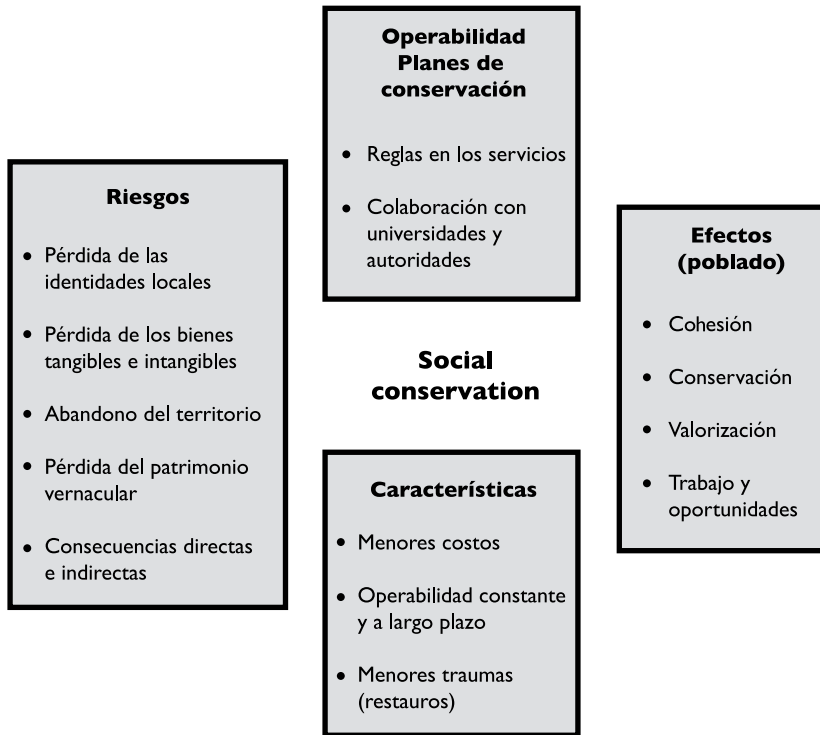 Riesgos
• Pérdida de las
identidades locales
• Pérdida de los bienes
tangibles e intangibles
• Abandono del territorio
• Pérdida del patrimonio
vernacular
• Consecuencias directas
e indirectas
Operabilidad
Planes de
conservación
• Reglas en los servicios
• Colaboración con
universidades y
autoridades
Social
conservation
Características
• Menores costos
• Operabilidad constante
y a largo plazo
• Menores traumas
(restauros)
Efectos
(poblado)
• Cohesión
• Conservación
• Valorización
• Trabajo y
oportunidades